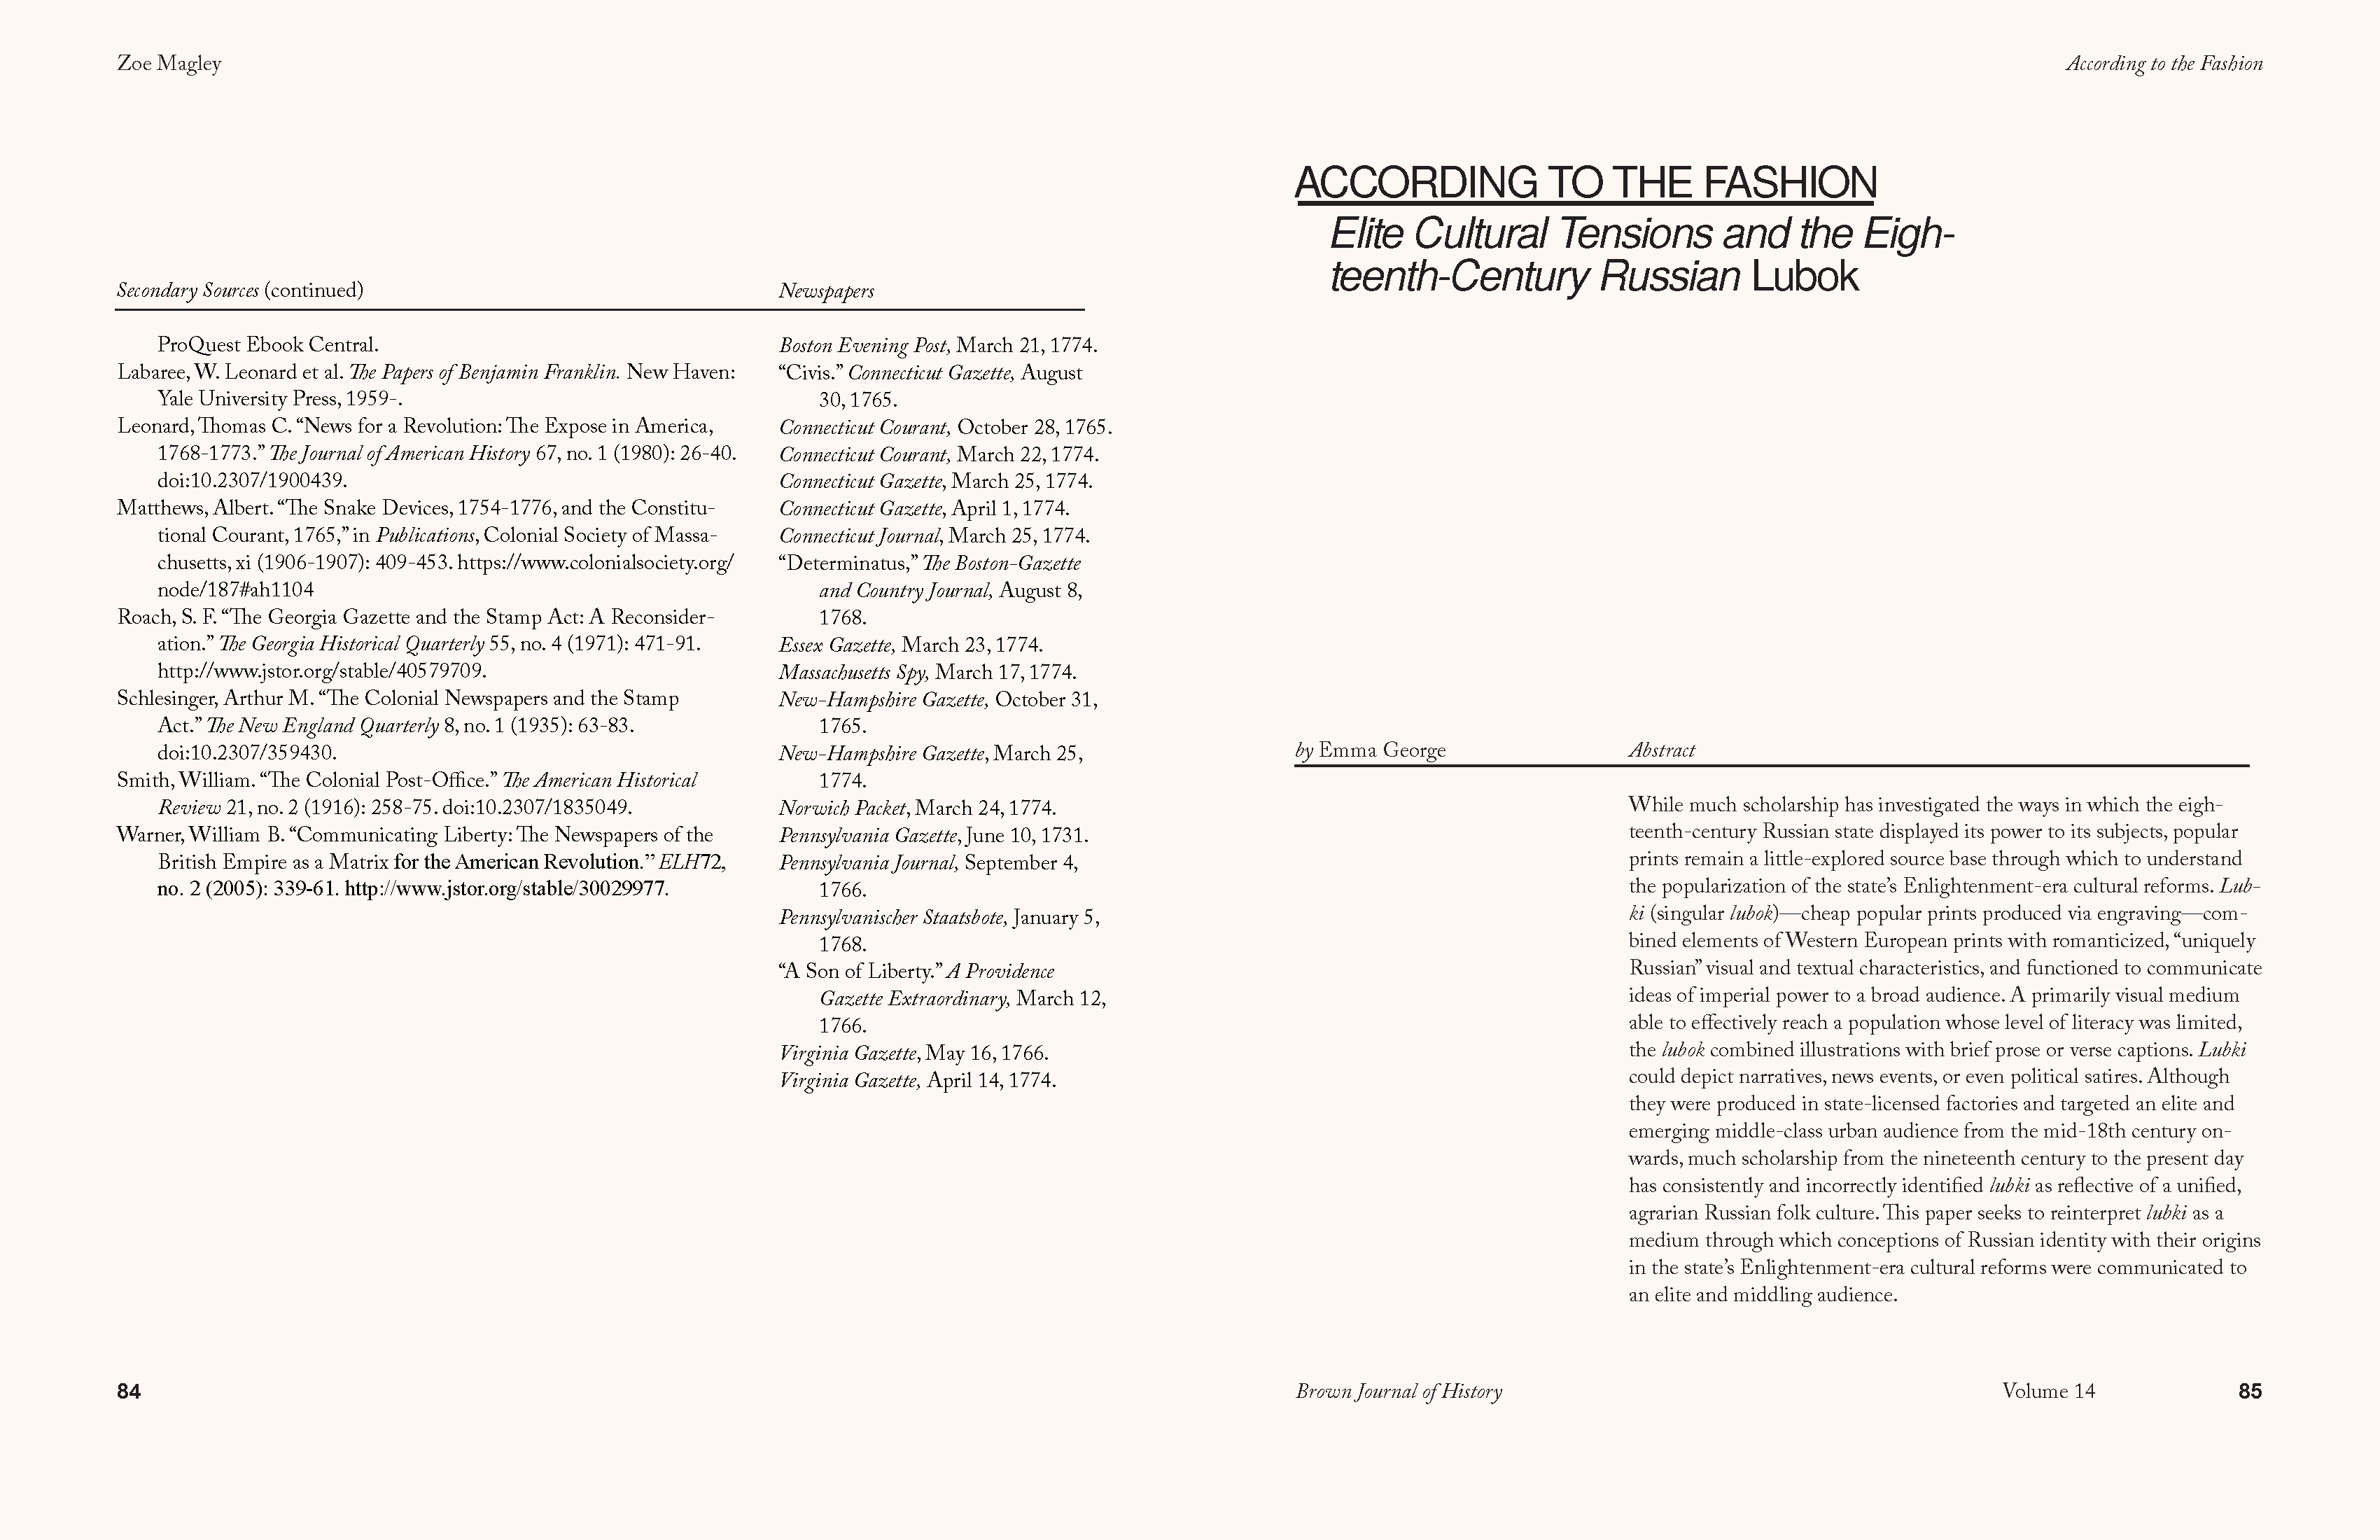 Zoe Magley
Secondary Sources (continued)
ProQuest Ebook Central.
Labaree, W. Leonard et al. The Papers of Benjamin Franklin. New Haven:
Yale University Press, 1959-.
Leonard, Thomas C. “News for a Revolution: The Expose in America,
1768-1773.” The Journal of American History 67, no. 1 (1980): 26-40.
doi:10.2307/1900439.
Matthews, Albert. “The Snake Devices, 1754-1776, and the Constitu-
tional Courant, 1765,” in Publications, Colonial Society of Massa-
chusetts, xi (1906-1907): 409-453. https://www.colonialsociety.org/
node/187#ah1104
Roach, S. F. “The Georgia Gazette and the Stamp Act: A Reconsider-
ation.” The Georgia Historical Quarterly 55, no. 4 (1971): 471-91.
http://www.jstor.org/stable/40579709.
Schlesinger, Arthur M. “The Colonial Newspapers and the Stamp
Act.” The New England Quarterly 8, no. 1 (1935): 63-83.
doi:10.2307/359430.
Smith, William. “The Colonial Post-Office.” The American Historical
Review 21, no. 2 (1916): 258-75. doi:10.2307/1835049.
Warner, William B. “Communicating Liberty: The Newspapers of the
British Empire as a Matrix for the American Revolution.” ELH72,
no. 2 (2005): 339-61. http://www.jstor.org/stable/30029977.
Newspapers
Boston Evening Post, March 21, 1774.
“Civis.” Connecticut Gazette, August
30, 1765.
Connecticut Courant, October 28, 1765.
Connecticut Courant, March 22, 1774.
Connecticut Gazette, March 25, 1774.
Connecticut Gazette, April 1, 1774.
Connecticut Journal, March 25, 1774.
“Determinatus,” The Boston-Gazette
and Country Journal, August 8,
1768.
Essex Gazette, March 23, 1774.
Massachusetts Spy, March 17, 1774.
New-Hampshire Gazette, October 31,
1765.
New-Hampshire Gazette, March 25,
1774.
Norwich Packet, March 24, 1774.
Pennsylvania Gazette, June 10, 1731.
Pennsylvania Journal, September 4,
1766.
Pennsylvanischer Staatsbote, January 5,
1768.
“A Son of Liberty.” A Providence
Gazette Extraordinary, March 12,
1766.
Virginia Gazette, May 16, 1766.
Virginia Gazette, April 14, 1774.
84
According to the Fashion
ACCORDING TO THE FASHION
Elite Cultural Tensions and the Eigh-
teenth-Century Russian Lubok
by Emma George
Abstract
While much scholarship has investigated the ways in which the eigh-
teenth-century Russian state displayed its power to its subjects, popular
prints remain a little-explored source base through which to understand
the popularization of the state’s Enlightenment-era cultural reforms. Lub-
ki (singular lubok)—cheap popular prints produced via engraving—com-
bined elements of Western European prints with romanticized, “uniquely
Russian” visual and textual characteristics, and functioned to communicate
ideas of imperial power to a broad audience. A primarily visual medium
able to effectively reach a population whose level of literacy was limited,
the lubok combined illustrations with brief prose or verse captions. Lubki
could depict narratives, news events, or even political satires. Although
they were produced in state-licensed factories and targeted an elite and
emerging middle-class urban audience from the mid-18th century on-
wards, much scholarship from the nineteenth century to the present day
has consistently and incorrectly identified lubki as reflective of a unified,
agrarian Russian folk culture. This paper seeks to reinterpret lubki as a
medium through which conceptions of Russian identity with their origins
in the state’s Enlightenment-era cultural reforms were communicated to
an elite and middling audience.
Brown Journal of History
Volume 14
85